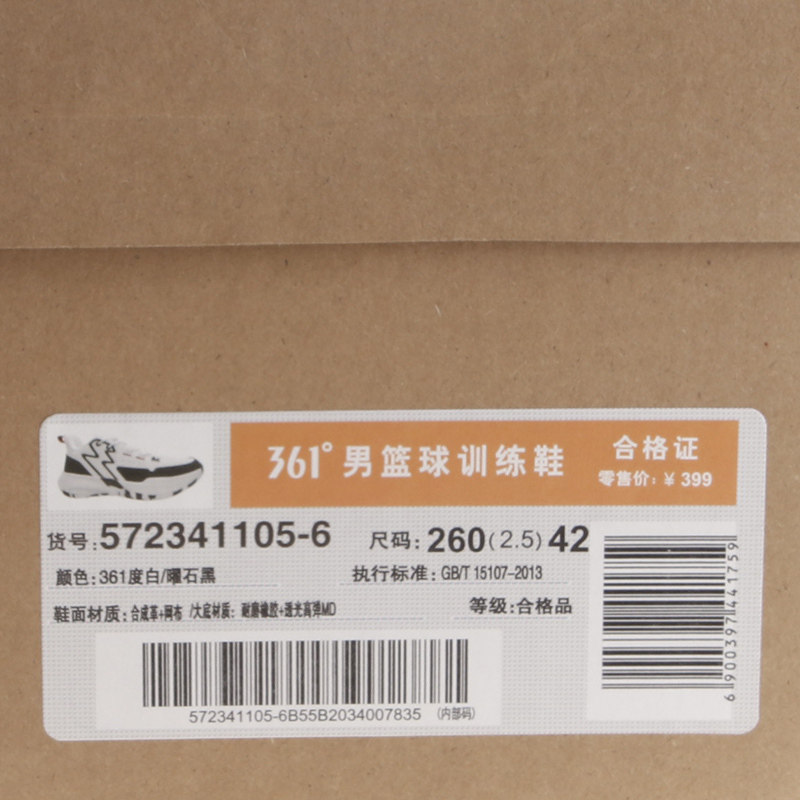 361°男篮球训练鞋
合格证
零售价：¥ 399
货号:572341105-6
尺码: 260(2.5)42
颜色: 361度白/曜石黑
执行标准: GB/T 15107-2013
鞋面材质: 合成革+网布 /大底材质: 耐磨橡胶+透光高弹MD
等级:合格品
572341105-6B55B2034007835 (内部码)
6900397441759